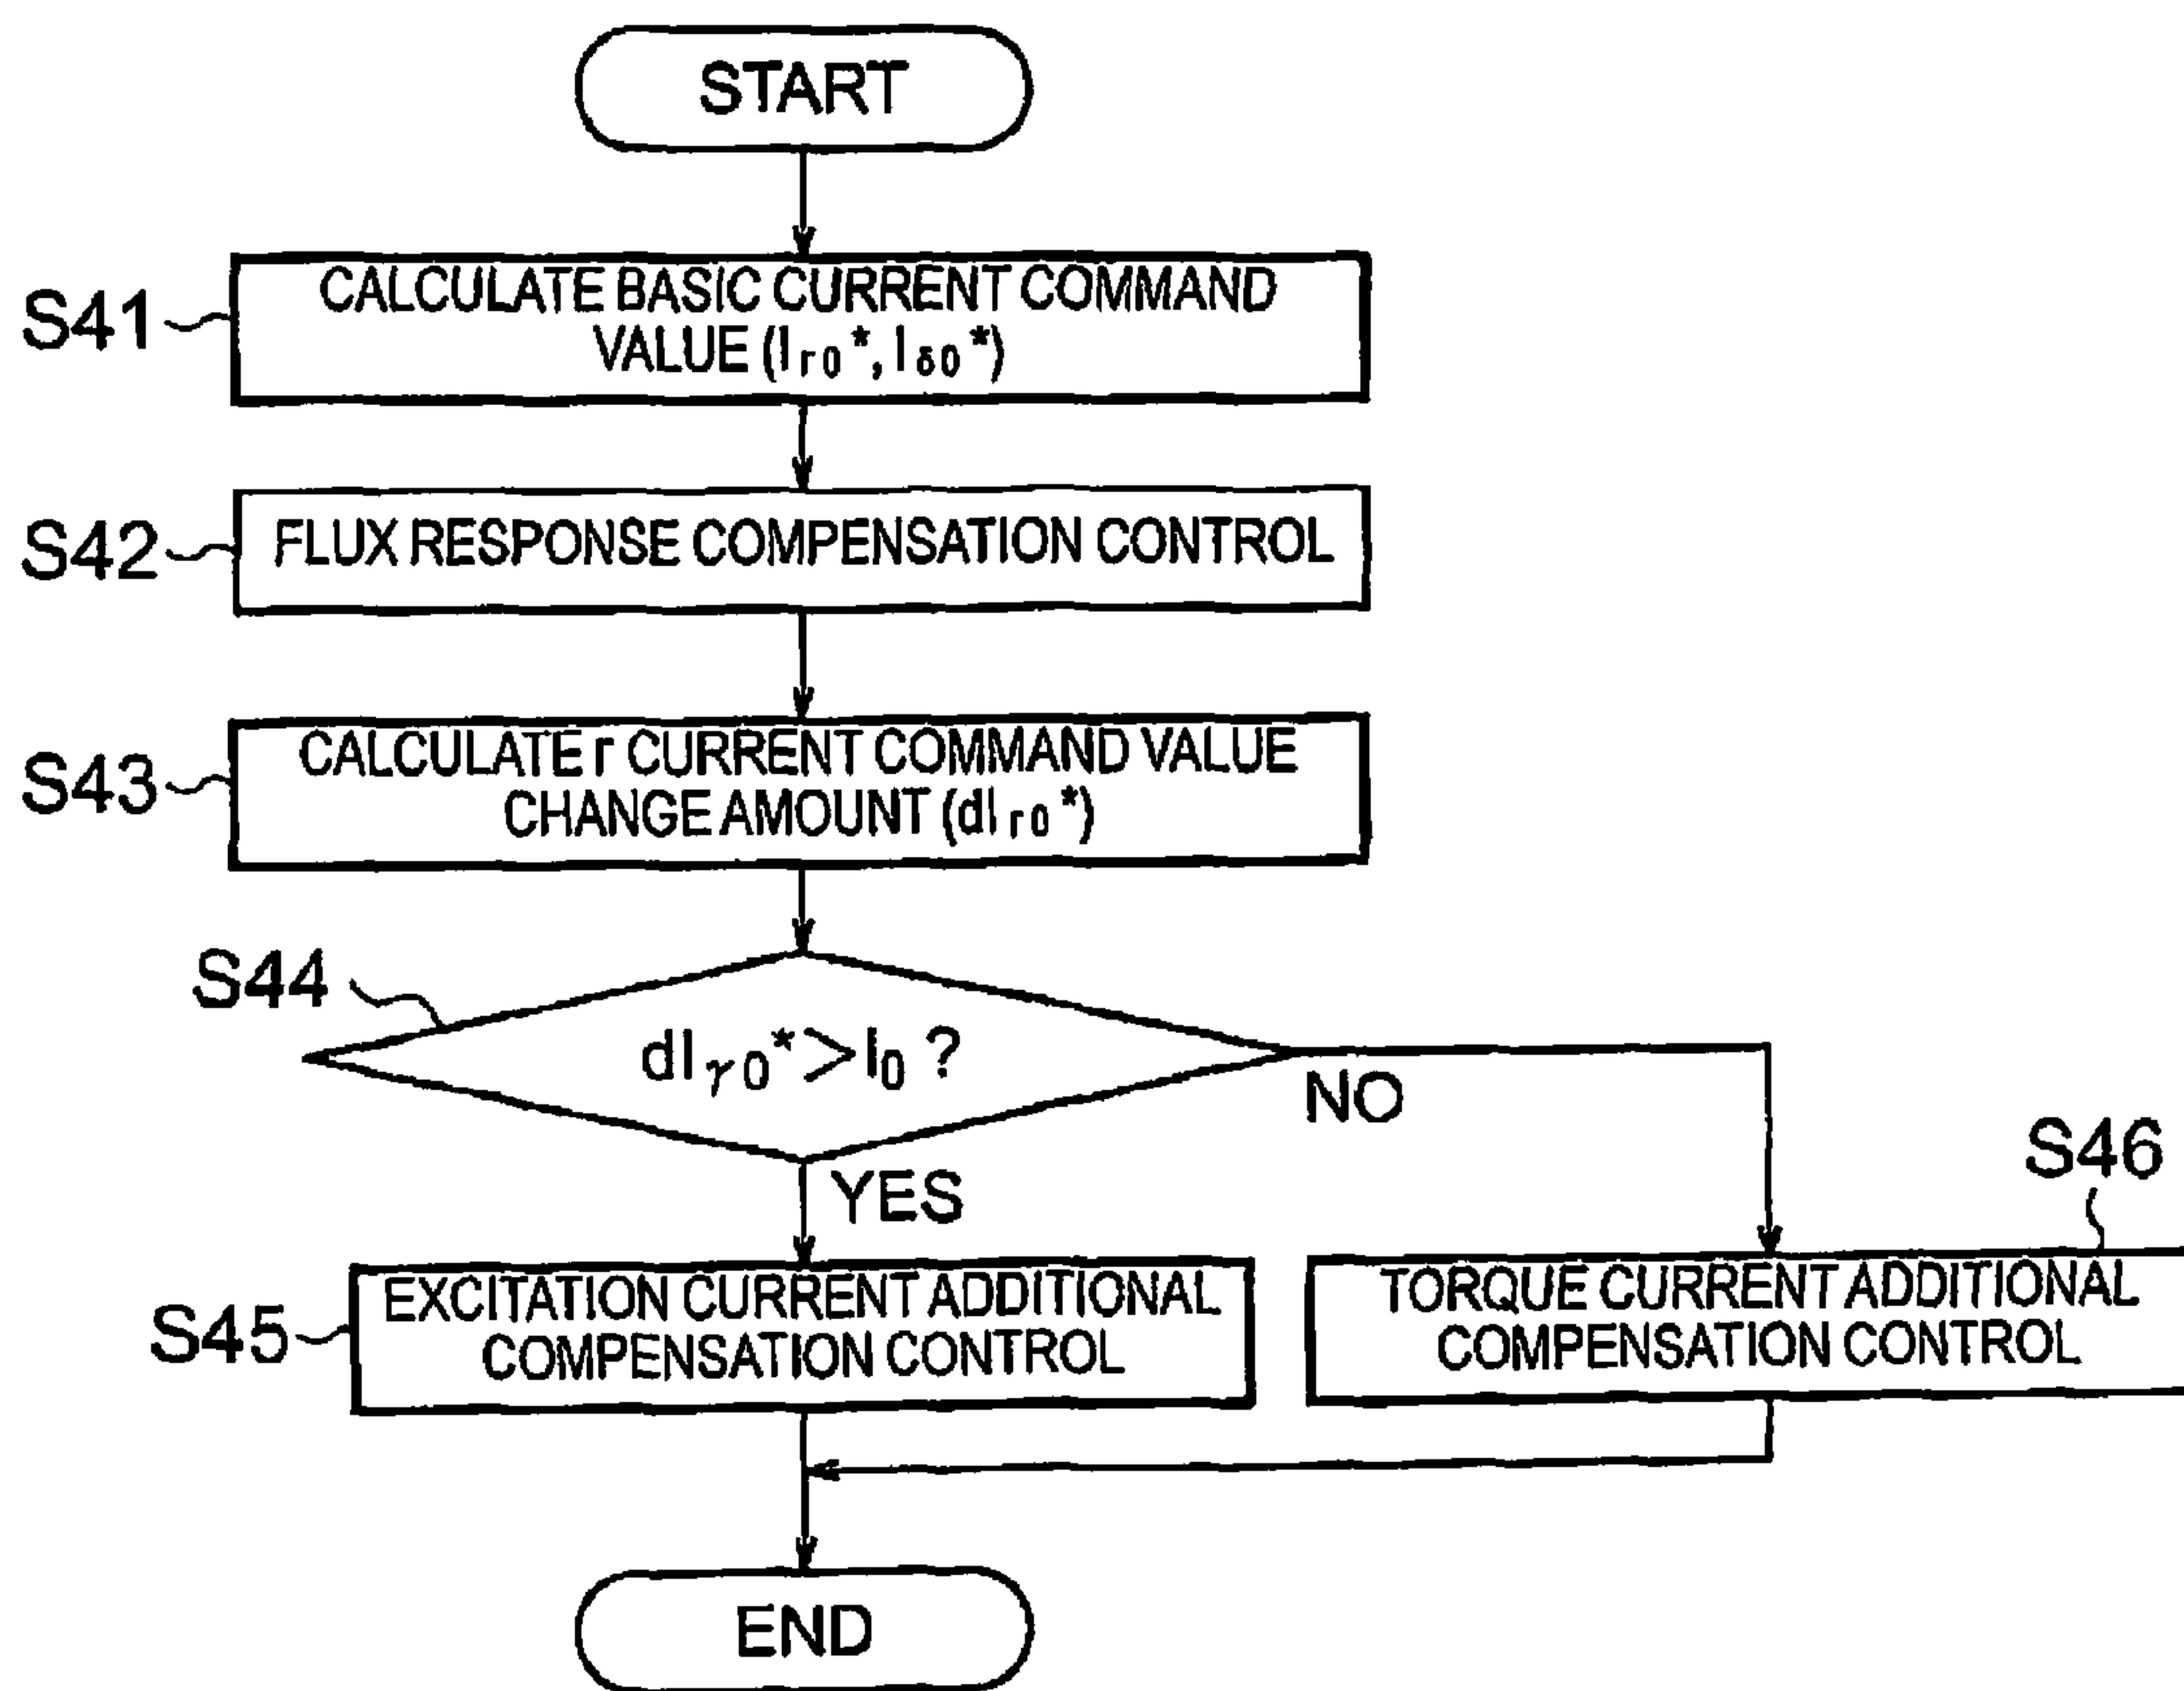 START
S41
CALCULATE BASIC CURRENT COMMAND
VALUE (Ir0*, Iδ0*)
S42
FLUX RESPONSE COMPENSATION CONTROL
S43
CALCULATE r CURRENT COMMAND VALUE
CHANGE AMOUNT (dIr0*)
S44
dIγ0*>I0 ?
NO
YES
S45
EXCITATION CURRENT ADDITIONAL
COMPENSATION CONTROL
S46
TORQUE CURRENT ADDITIONAL
COMPENSATION CONTROL
END